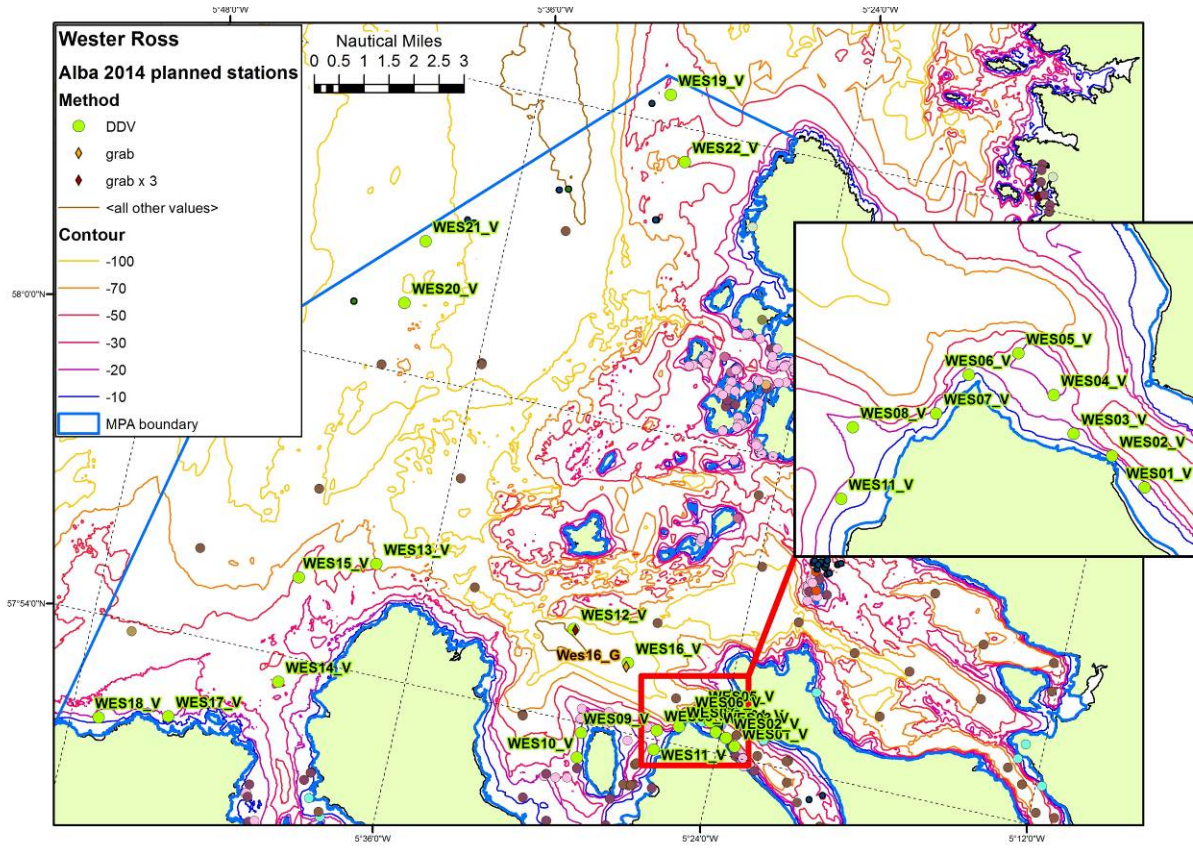 5°48'0"W
5°36'0"W
5°24'0"W
Wester Ross
Alba 2014 planned stations
Method
DDV
grab
grab x 3
<all other values>
Contour
-100
-70
-50
-30
-20
-10
MPA boundary
Nautical Miles
0 0.5 1 1.5 2 2.5 3
WES19_V
WES22_V
WES21_V
WES20_V
58°0'0"N
WES05_V
WES06_V
WES04_V
WES07_V
WES08_V
WES03_V
WES02_V
WES01_V
WES11_V
WES13_V
WES15_V
57°54'0"N
WES12_V
Wes16_G
WES16_V
WES14_V
WES18_V
WES17_V
WES05_V
WES06_V
WES09_V
WES02_V
WES01_V
WES10_V
WES11_V
5°36'0"W
5°24'0"W
5°12'0"W